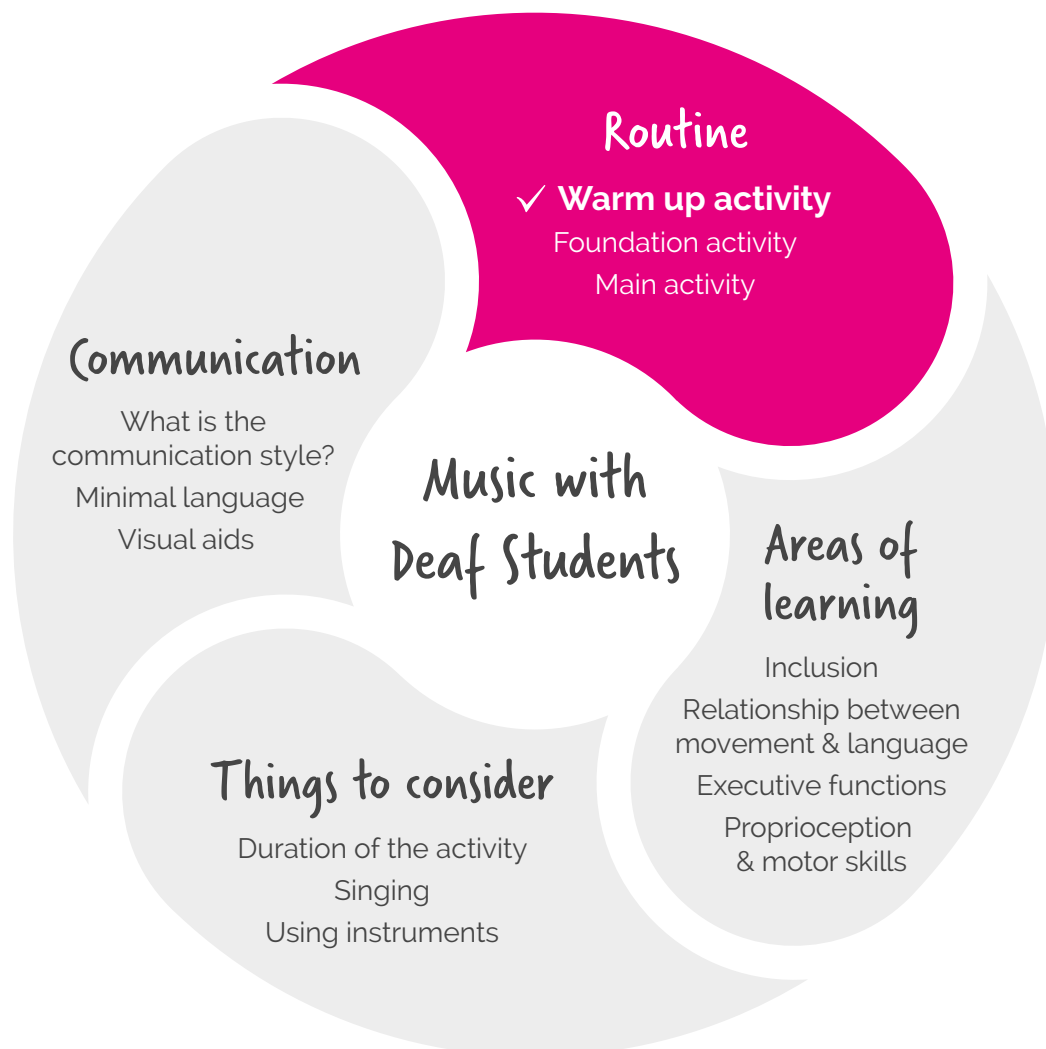 Routine
✓ Warm up activity
Foundation activity
Main activity
Communication
What is the
communication style?
Minimal language
Visual aids
Music with
Deaf Students
Areas of
learning
Inclusion
Relationship between
movement & language
Executive functions
Proprioception
& motor skills
Things to consider
Duration of the activity
Singing
Using instruments